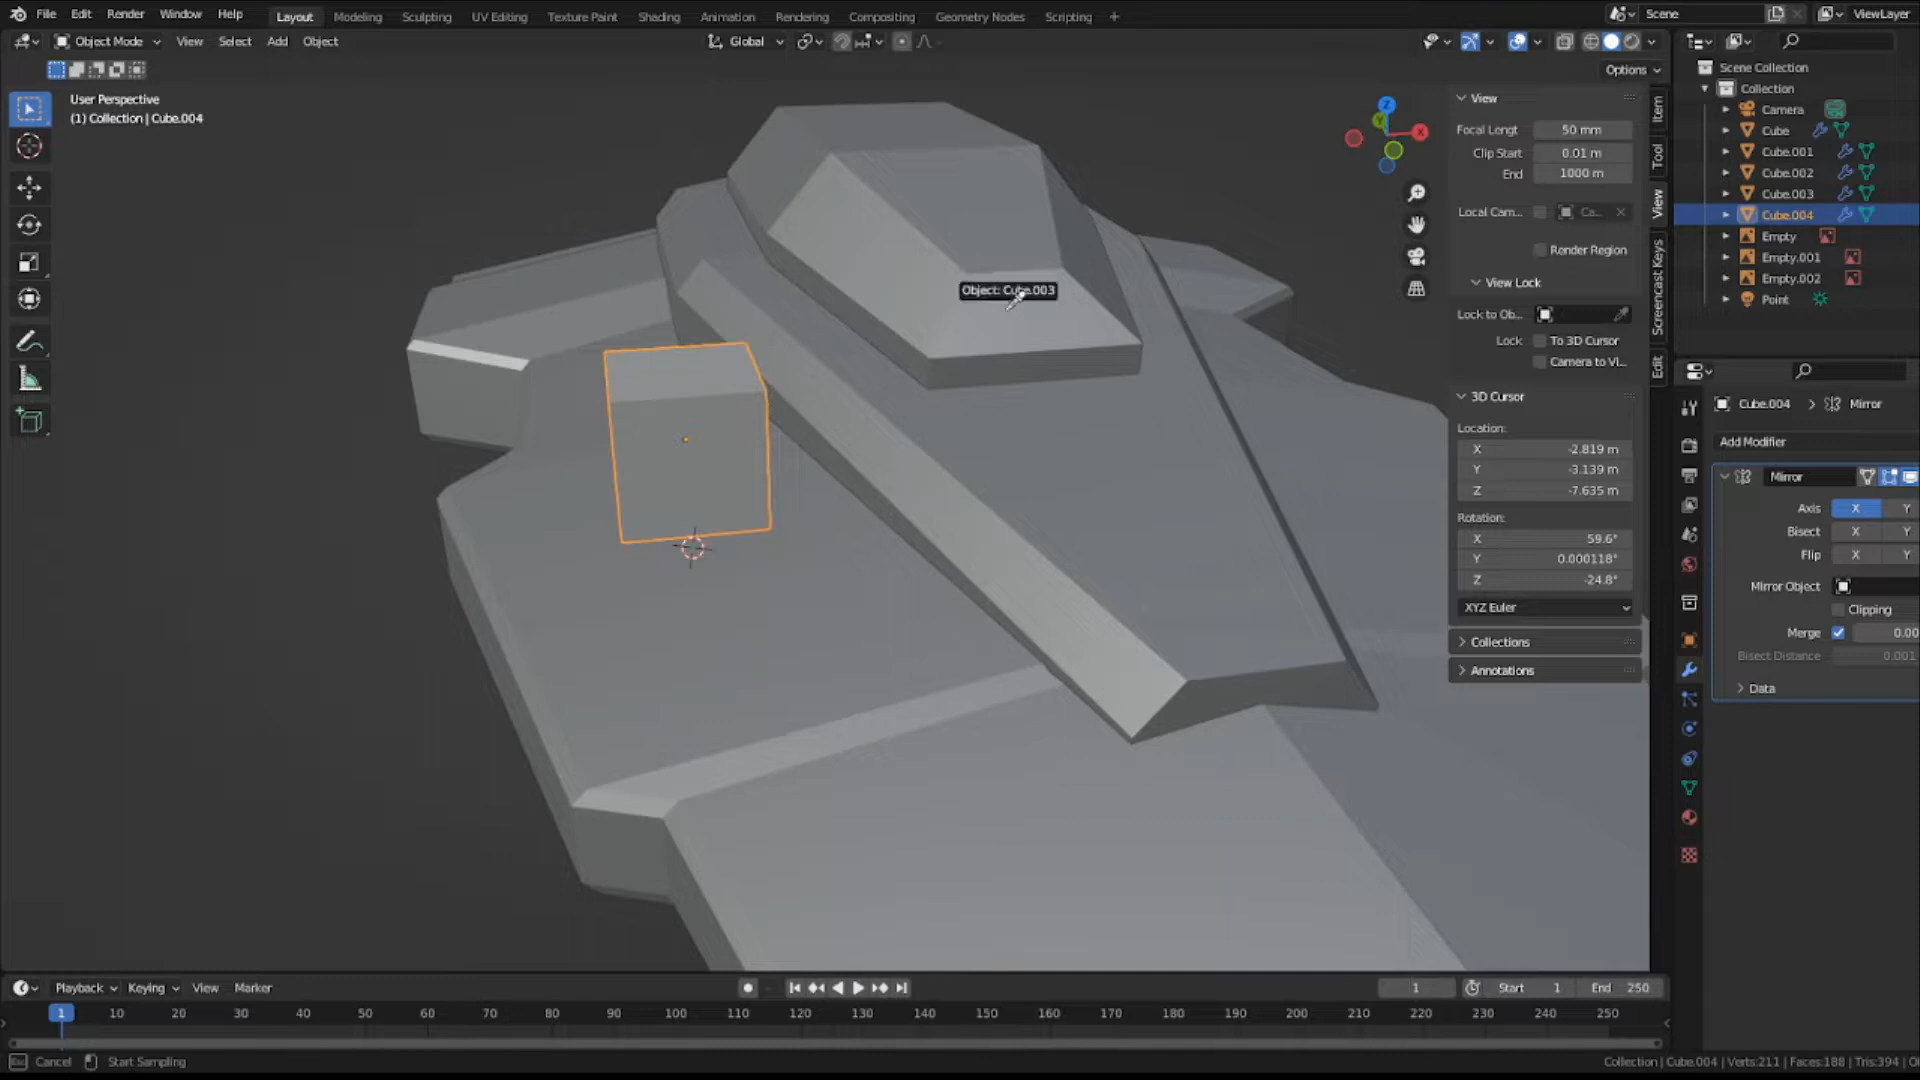 File Edit Render Window Help Layout Modeling Sculpting UV Editing Texture Paint Shading Animation Rendering Compositing Geometry Nodes Scripting + Scene ViewLayer
Object Mode View Select Add Object Global
Options
User Perspective
(1) Collection | Cube.004
Object: Cube.003
Z
Y
X
View
Focal Lengt 50 mm
Clip Start 0.01 m
End 1000 m
Local Cam... Ca...
Render Region
View Lock
Lock to Ob...
Lock To 3D Cursor
Camera to Vi...
3D Cursor
Location:
X -2.819 m
Y -3.139 m
Z -7.635 m
Rotation:
X 59.6°
Y 0.000118°
Z -24.8°
XYZ Euler
Collections
Annotations
Item
Tool
View
Screencast Keys
Edit
Scene Collection
Collection
Camera
Cube
Cube.001
Cube.002
Cube.003
Cube.004
Empty
Empty.001
Empty.002
Point
Cube.004 > Mirror
Add Modifier
Mirror
Axis X Y
Bisect X Y
Flip X Y
Mirror Object
Clipping
Merge 0.00
Bisect Distance 0.001
Data
Playback Keying View Marker 1 Start 1 End 250
1 10 20 30 40 50 60 70 80 90 100 110 120 130 140 150 160 170 180 190 200 210 220 230 240 250
Esc Cancel Start Sampling Collection | Cube.004 | Verts:211 | Faces:188 | Tris:394 | O